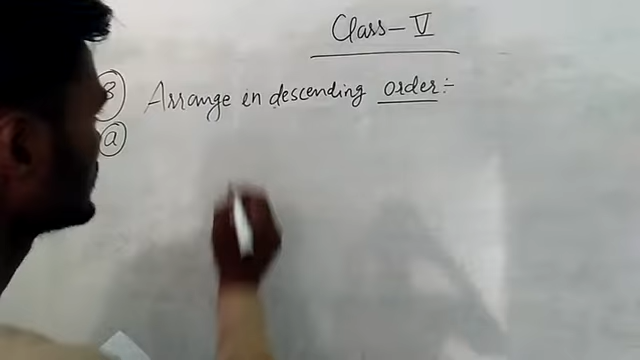 Class – V
8 Arrange in descending order :-
a